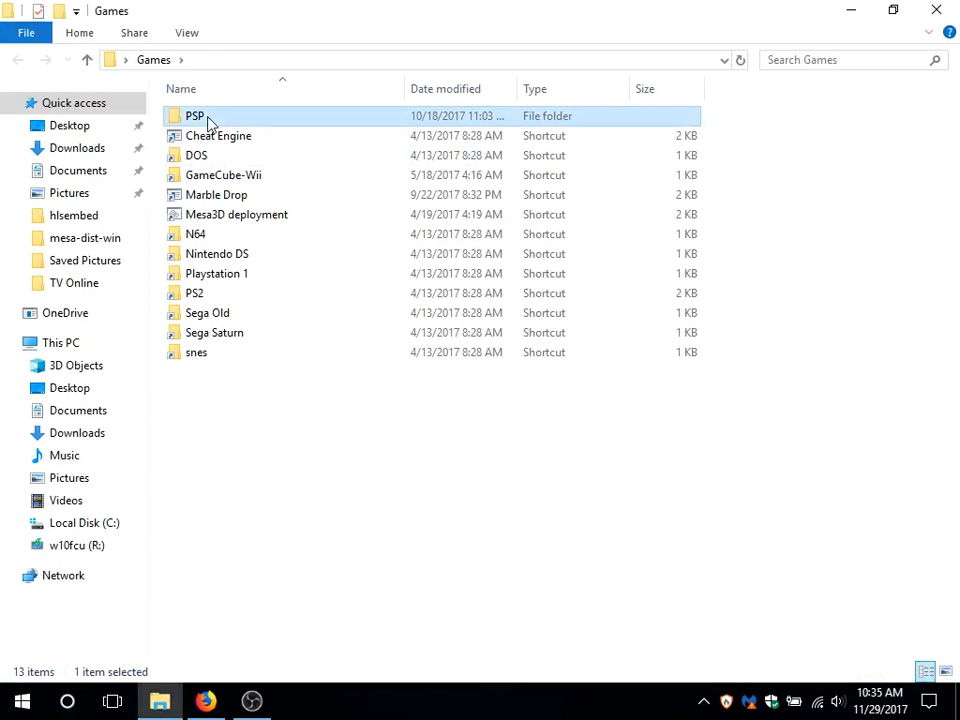 Games
File Home Share View
Games
Search Games
Name Date modified Type Size
PSP 10/18/2017 11:03 ... File folder
Cheat Engine 4/13/2017 8:28 AM Shortcut 2 KB
DOS 4/13/2017 8:28 AM Shortcut 1 KB
GameCube-Wii 5/18/2017 4:16 AM Shortcut 1 KB
Marble Drop 9/22/2017 8:32 PM Shortcut 2 KB
Mesa3D deployment 4/19/2017 4:19 AM Shortcut 2 KB
N64 4/13/2017 8:28 AM Shortcut 1 KB
Nintendo DS 4/13/2017 8:28 AM Shortcut 1 KB
Playstation 1 4/13/2017 8:28 AM Shortcut 1 KB
PS2 4/13/2017 8:28 AM Shortcut 2 KB
Sega Old 4/13/2017 8:28 AM Shortcut 1 KB
Sega Saturn 4/13/2017 8:28 AM Shortcut 1 KB
snes 4/13/2017 8:28 AM Shortcut 1 KB
Quick access
Desktop
Downloads
Documents
Pictures
hlsembed
mesa-dist-win
Saved Pictures
TV Online
OneDrive
This PC
3D Objects
Desktop
Documents
Downloads
Music
Pictures
Videos
Local Disk (C:)
w10fcu (R:)
Network
13 items 1 item selected
10:35 AM
11/29/2017